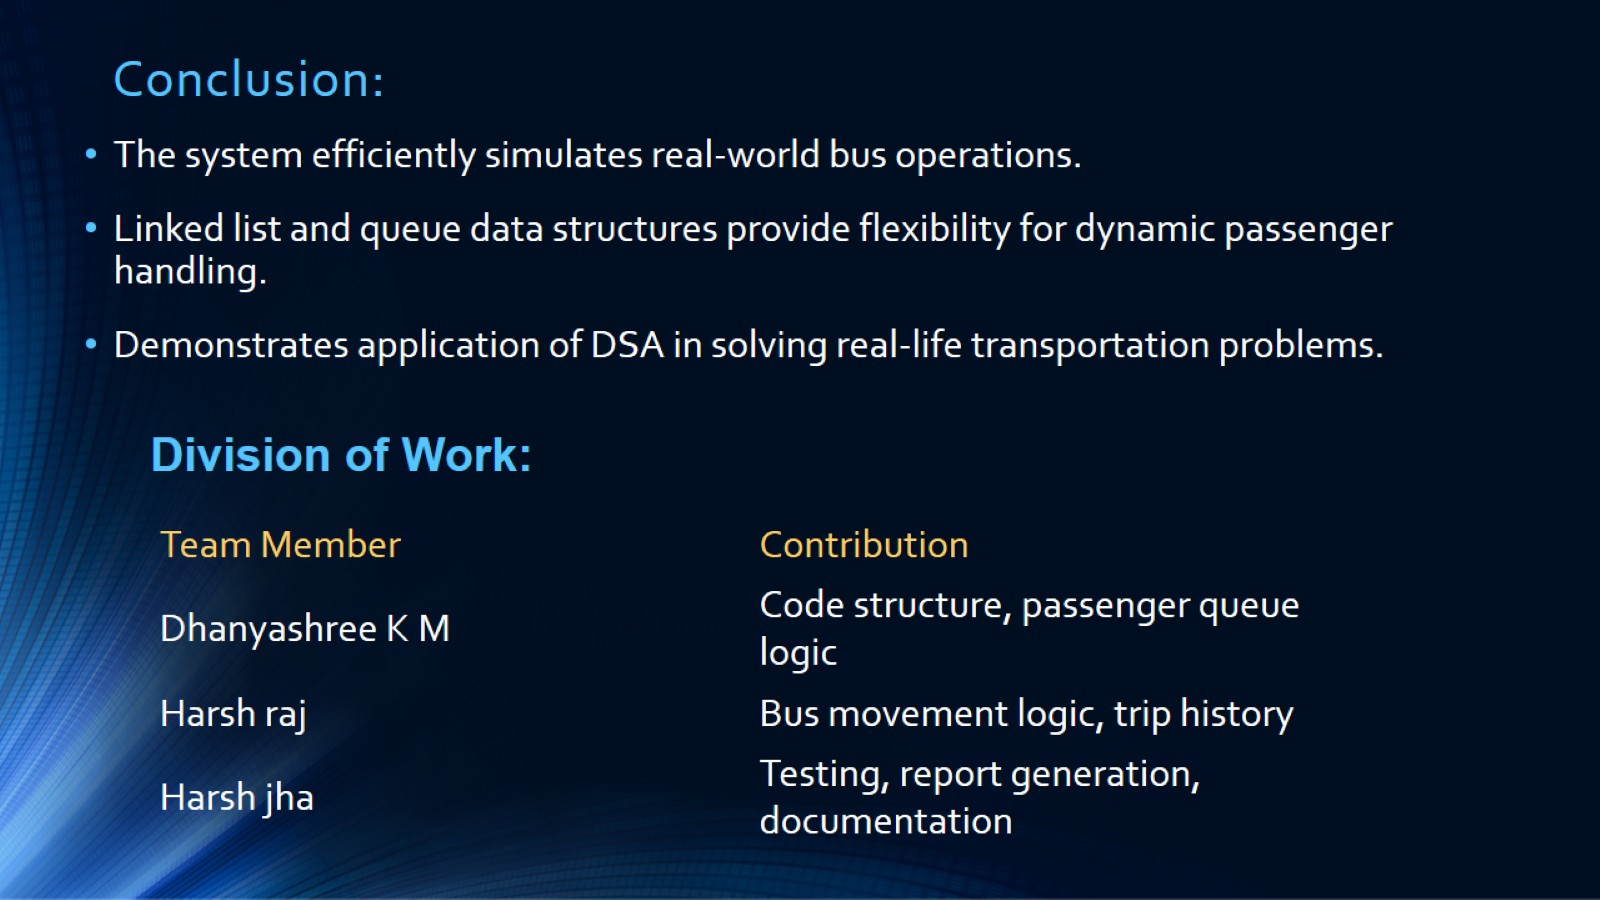 Conclusion:
• The system efficiently simulates real-world bus operations.
• Linked list and queue data structures provide flexibility for dynamic passenger
handling.
• Demonstrates application of DSA in solving real-life transportation problems.
Division of Work:
Team Member Contribution
Dhanyashree K M Code structure, passenger queue
logic
Harsh raj Bus movement logic, trip history
Harsh jha Testing, report generation,
documentation